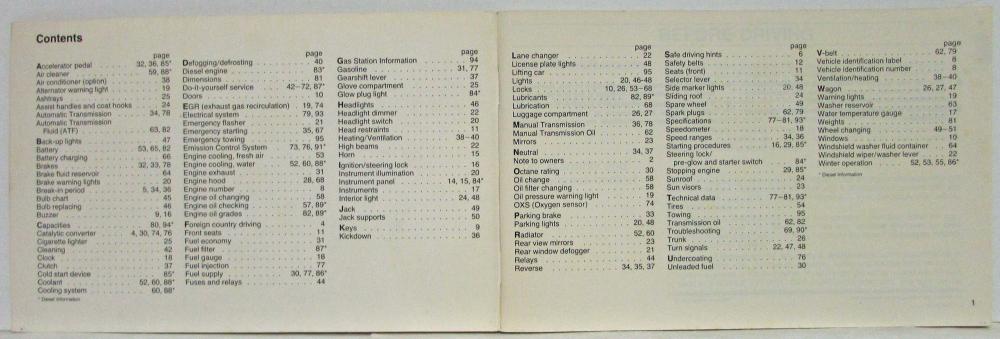 Contents
page
Accelerator pedal . . . 32, 36, 85*
Air cleaner . . . 59, 88*
Air conditioner (option) . . . 38
Alternator warning light . . . 19
Ashtrays . . . 25
Assist handles and coat hooks . . . 24
Automatic Transmission . . . 34, 78
Automatic Transmission
Fluid (ATF) . . . 63, 82
Back-up lights . . . 47
Battery . . . 53, 65, 82
Battery charging . . . 66
Brakes . . . 32, 33, 78
Brake fluid reservoir . . . 64
Brake warning lights . . . 20
Break-in period . . . 5, 34, 36
Bulb chart . . . 45
Bulb replacing . . . 46
Buzzer . . . 9, 16
Capacities . . . 80, 94*
Catalytic converter . . . 4, 30, 74, 76
Cigarette lighter . . . 25
Cleaning . . . 42
Clock . . . 18
Clutch . . . 37
Cold start device . . . 85*
Coolant . . . 52, 60, 88*
Cooling system . . . 60, 88*
* Diesel Information
page
Defogging/defrosting . . . 40
Diesel engine . . . 83*
Dimensions . . . 81
Do-it-yourself service . . . 42–72, 87*
Doors . . . 10
EGR (exhaust gas recirculation) . . . 19, 74
Electrical system . . . 79, 93
Emergency flasher . . . 21
Emergency starting . . . 35, 67
Emergency towing . . . 95
Emission Control System . . . 73, 76, 91*
Engine cooling, fresh air . . . 53
Engine cooling, water . . . 52, 60, 88*
Engine exhaust . . . 31
Engine hood . . . 28, 68
Engine number . . . 8
Engine oil changing . . . 58
Engine oil checking . . . 57, 89*
Engine oil grades . . . 82, 89*
Foreign country driving . . . 4
Front seats . . . 11
Fuel economy . . . 31
Fuel filter . . . 87*
Fuel gauge . . . 18
Fuel injection . . . 77
Fuel supply . . . 30, 77, 86*
Fuses and relays . . . 44
page
Gas Station Information . . . 94
Gasoline . . . 31, 77
Gearshift lever . . . 37
Glove compartment . . . 25
Glow plug light . . . 84*
Headlights . . . 46
Headlight dimmer . . . 22
Headlight switch . . . 20
Head restraints . . . 11
Heating/Ventilation . . . 38–40
High beams . . . 22
Horn . . . 15
Ignition/steering lock . . . 16
Instrument illumination . . . 20
Instrument panel . . . 14, 15, 84*
Instruments . . . 17
Interior light . . . 24, 48
Jack . . . 49
Jack supports . . . 50
Keys . . . 9
Kickdown . . . 36
page
Lane changer . . . 22
License plate lights . . . 48
Lifting car . . . 95
Lights . . . 20, 46-48
Locks . . . 10, 26, 53–68
Lubricants . . . 82, 89*
Lubrication . . . 68
Luggage compartment . . . 26, 27
Manual Transmission . . . 36, 78
Manual Transmission Oil . . . 62
Mirrors . . . 23
Neutral . . . 34, 37
Note to owners . . . 2
Octane rating . . . 30
Oil change . . . 58
Oil filter changing . . . 58
Oil pressure warning light . . . 19
OXS (Oxygen sensor) . . . 74
Parking brake . . . 33
Parking lights . . . 20, 48
Radiator . . . 52, 60
Rear view mirrors . . . 23
Rear window defogger . . . 21
Relays . . . 44
Reverse . . . 34, 35, 37
page
Safe driving hints . . . 6
Safety belts . . . 12
Seats (front) . . . 11
Selector lever . . . 34
Side marker lights . . . 20, 48
Sliding roof . . . 24
Spare wheel . . . 49
Spark plugs . . . 62, 79
Specifications . . . 77–81, 93*
Speedometer . . . 18
Speed ranges . . . 34, 36
Starting procedures . . . 16, 29, 85*
Steering lock/
pre-glow and starter switch . . . 84*
Stopping engine . . . 29, 85*
Sunroof . . . 24
Sun visors . . . 23
Technical data . . . 77–81, 93*
Tires . . . 54
Towing . . . 95
Transmission oil . . . 62, 82
Troubleshooting . . . 69, 90*
Trunk . . . 26
Turn signals . . . 22, 47, 48
Undercoating . . . 76
Unleaded fuel . . . 30
page
V-belt . . . 62, 79
Vehicle identification label . . . 8
Vehicle identification number . . . 8
Ventilation/heating . . . 38–40
Wagon . . . 26, 27, 47
Warning lights . . . 19
Washer reservoir . . . 63
Water temperature gauge . . . 17
Weights . . . 81
Wheel changing . . . 49–51
Windows . . . 10
Windshield washer fluid container . . . 64
Windshield wiper/washer lever . . . 22
Winter operation . . . 52, 53, 55, 86*
* Diesel Information
1